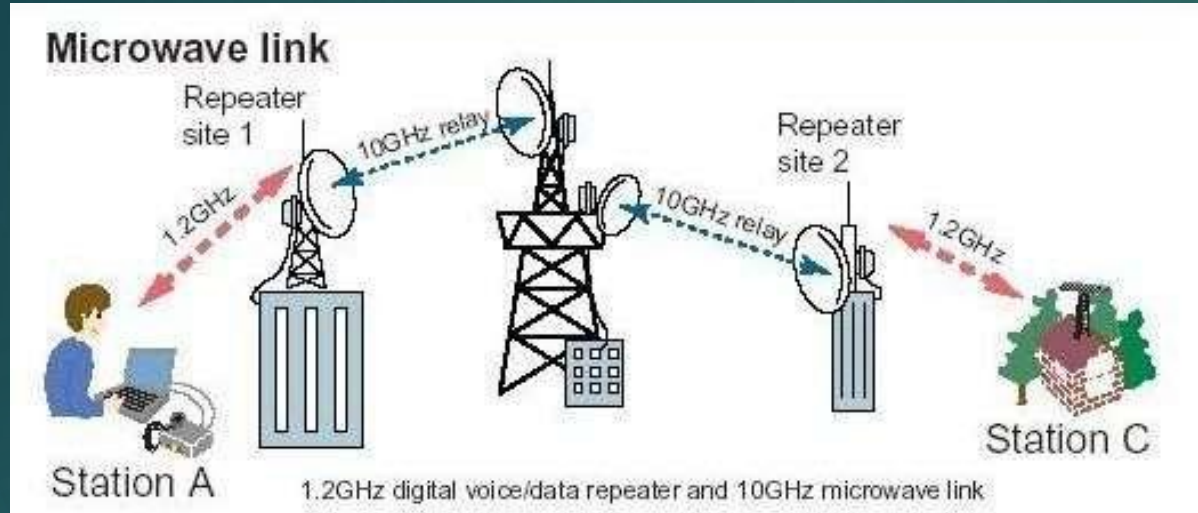 Microwave link
Repeater
site 1
10GHz relay
1.2GHz
Repeater
site 2
10GHz relay
1.2GHz
Station A
Station C
1.2GHz digital voice/data repeater and 10GHz microwave link